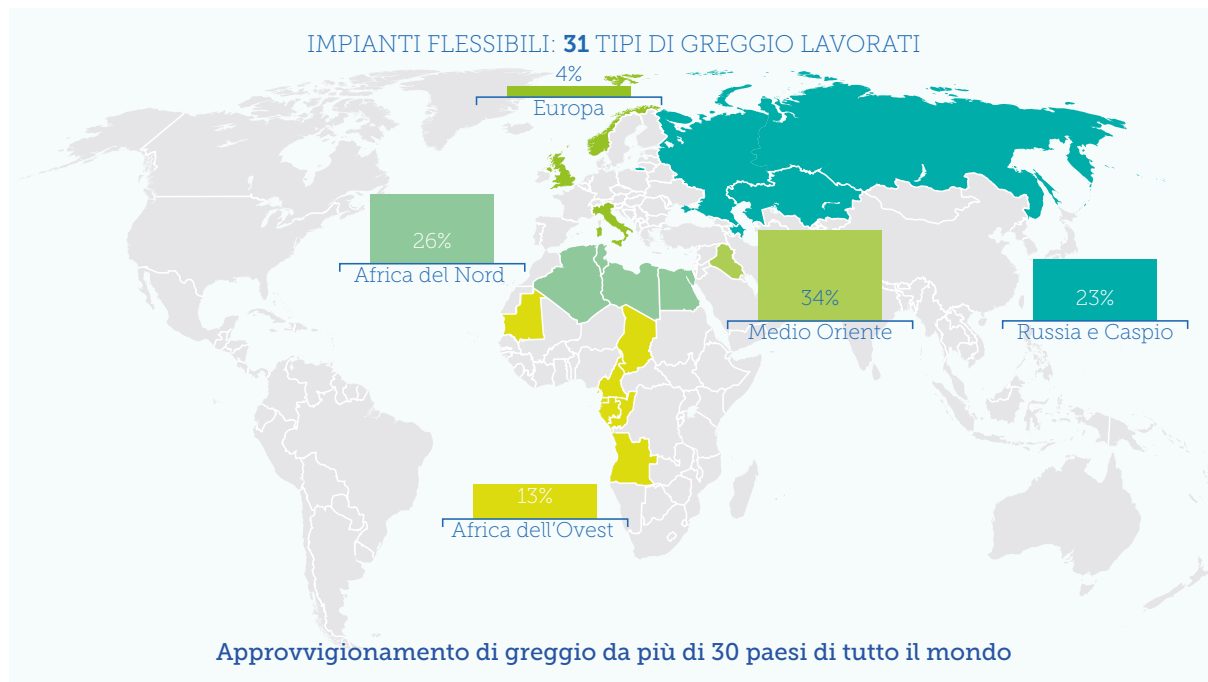 IMPIANTI FLESSIBILI: 31 TIPI DI GREGGIO LAVORATI
4%
Europa
26%
Africa del Nord
34%
Medio Oriente
23%
Russia e Caspio
13%
Africa dell'Ovest
Approvvigionamento di greggio da più di 30 paesi di tutto il mondo